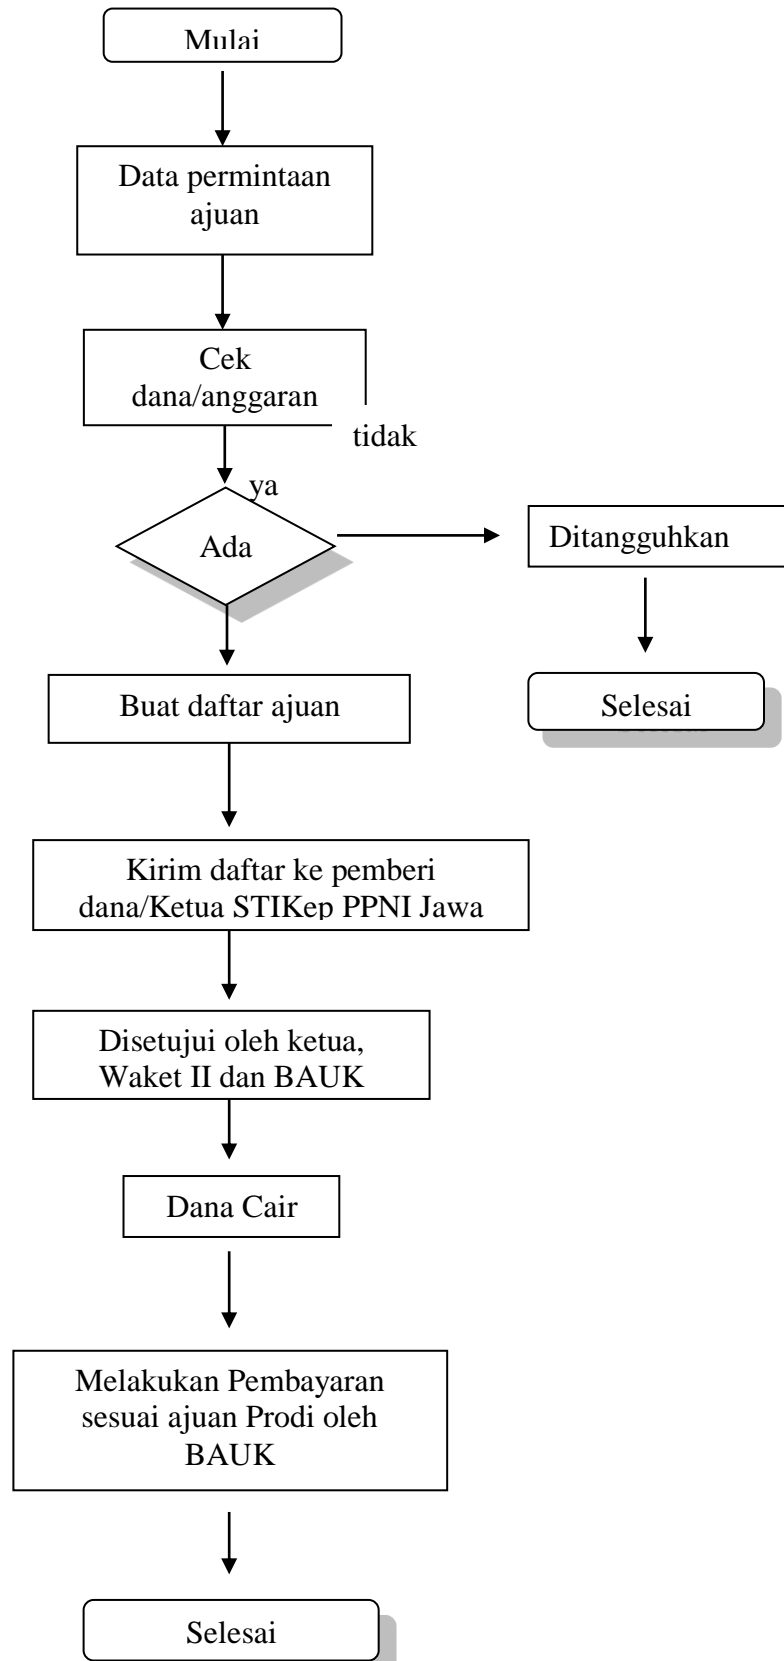 Mulai
Data permintaan
ajuan
Cek
dana/anggaran
tidak
ya
Ada
Ditangguhkan
Buat daftar ajuan
Selesai
Kirim daftar ke pemberi
dana/Ketua STIKep PPNI Jawa
Disetujui oleh ketua,
Waket II dan BAUK
Dana Cair
Melakukan Pembayaran
sesuai ajuan Prodi oleh
BAUK
Selesai